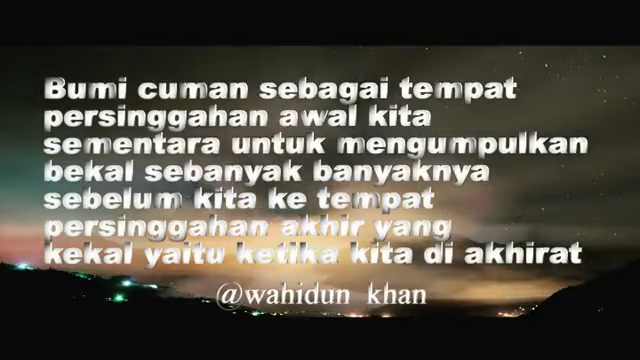 Bumi cuman sebagai tempat
persinggahan awal kita
sementara untuk mengumpulkan
bekal sebanyak banyaknya
sebelum kita ke tempat
persinggahan akhir yang
kekal yaitu ketika kita di akhirat
@wahidun khan